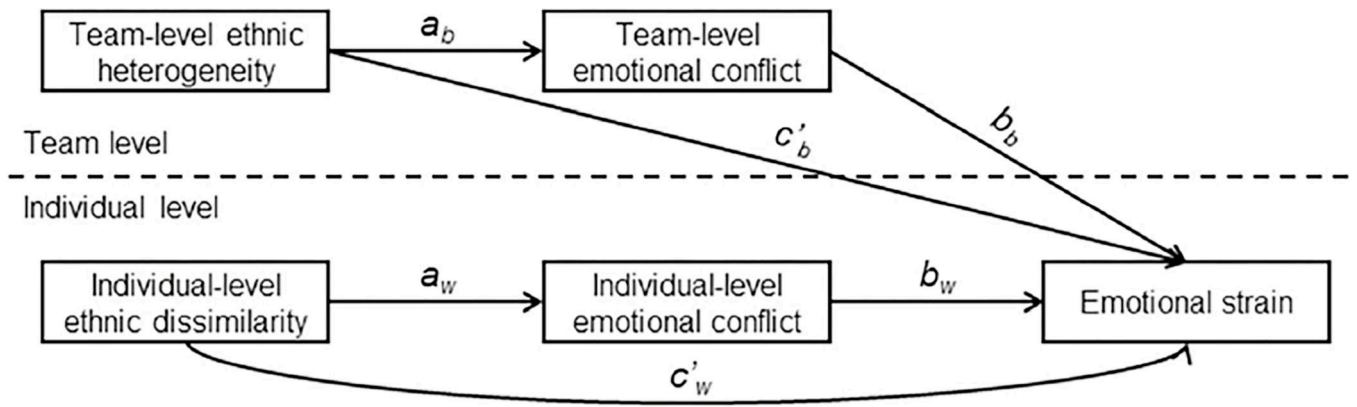 Team-level ethnic
heterogeneity
a_b
Team-level
emotional conflict
c'_b
b_b
Team level
Individual level
Individual-level
ethnic dissimilarity
a_w
Individual-level
emotional conflict
b_w
Emotional strain
c'_w